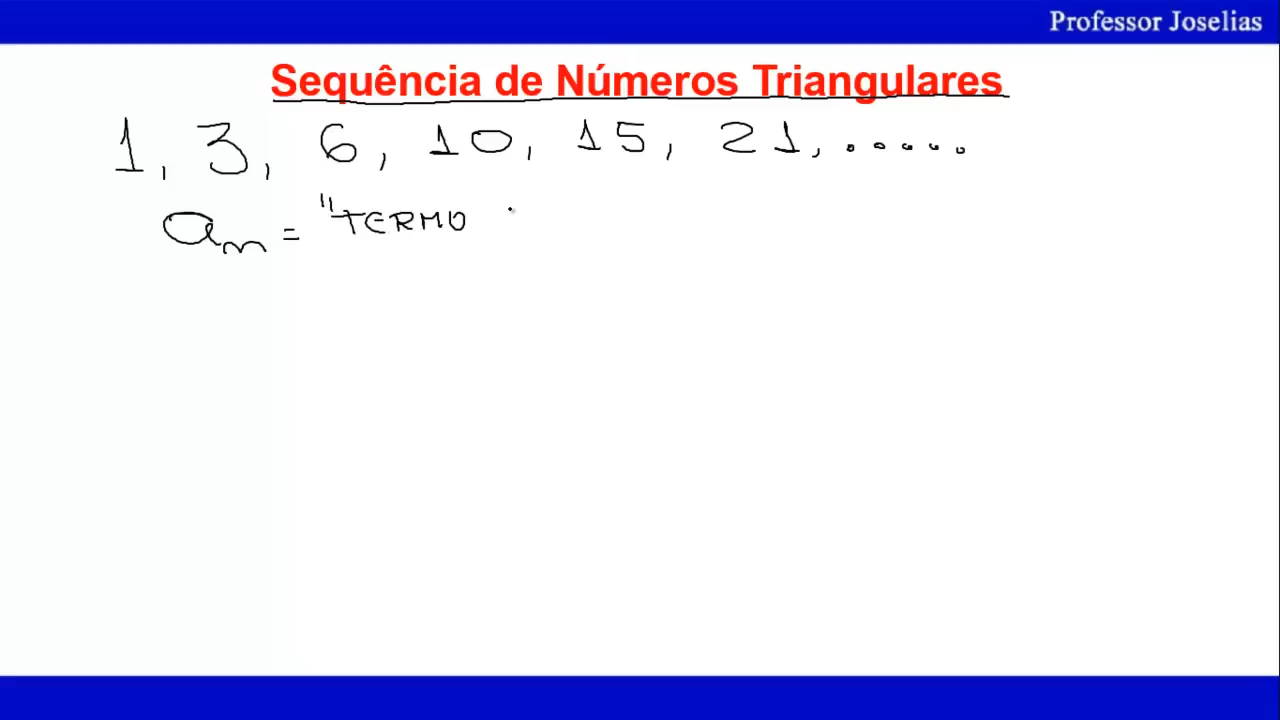 Professor Joselias
Sequência de Números Triangulares
1, 3, 6, 10, 15, 21, .....
an = "TERMO